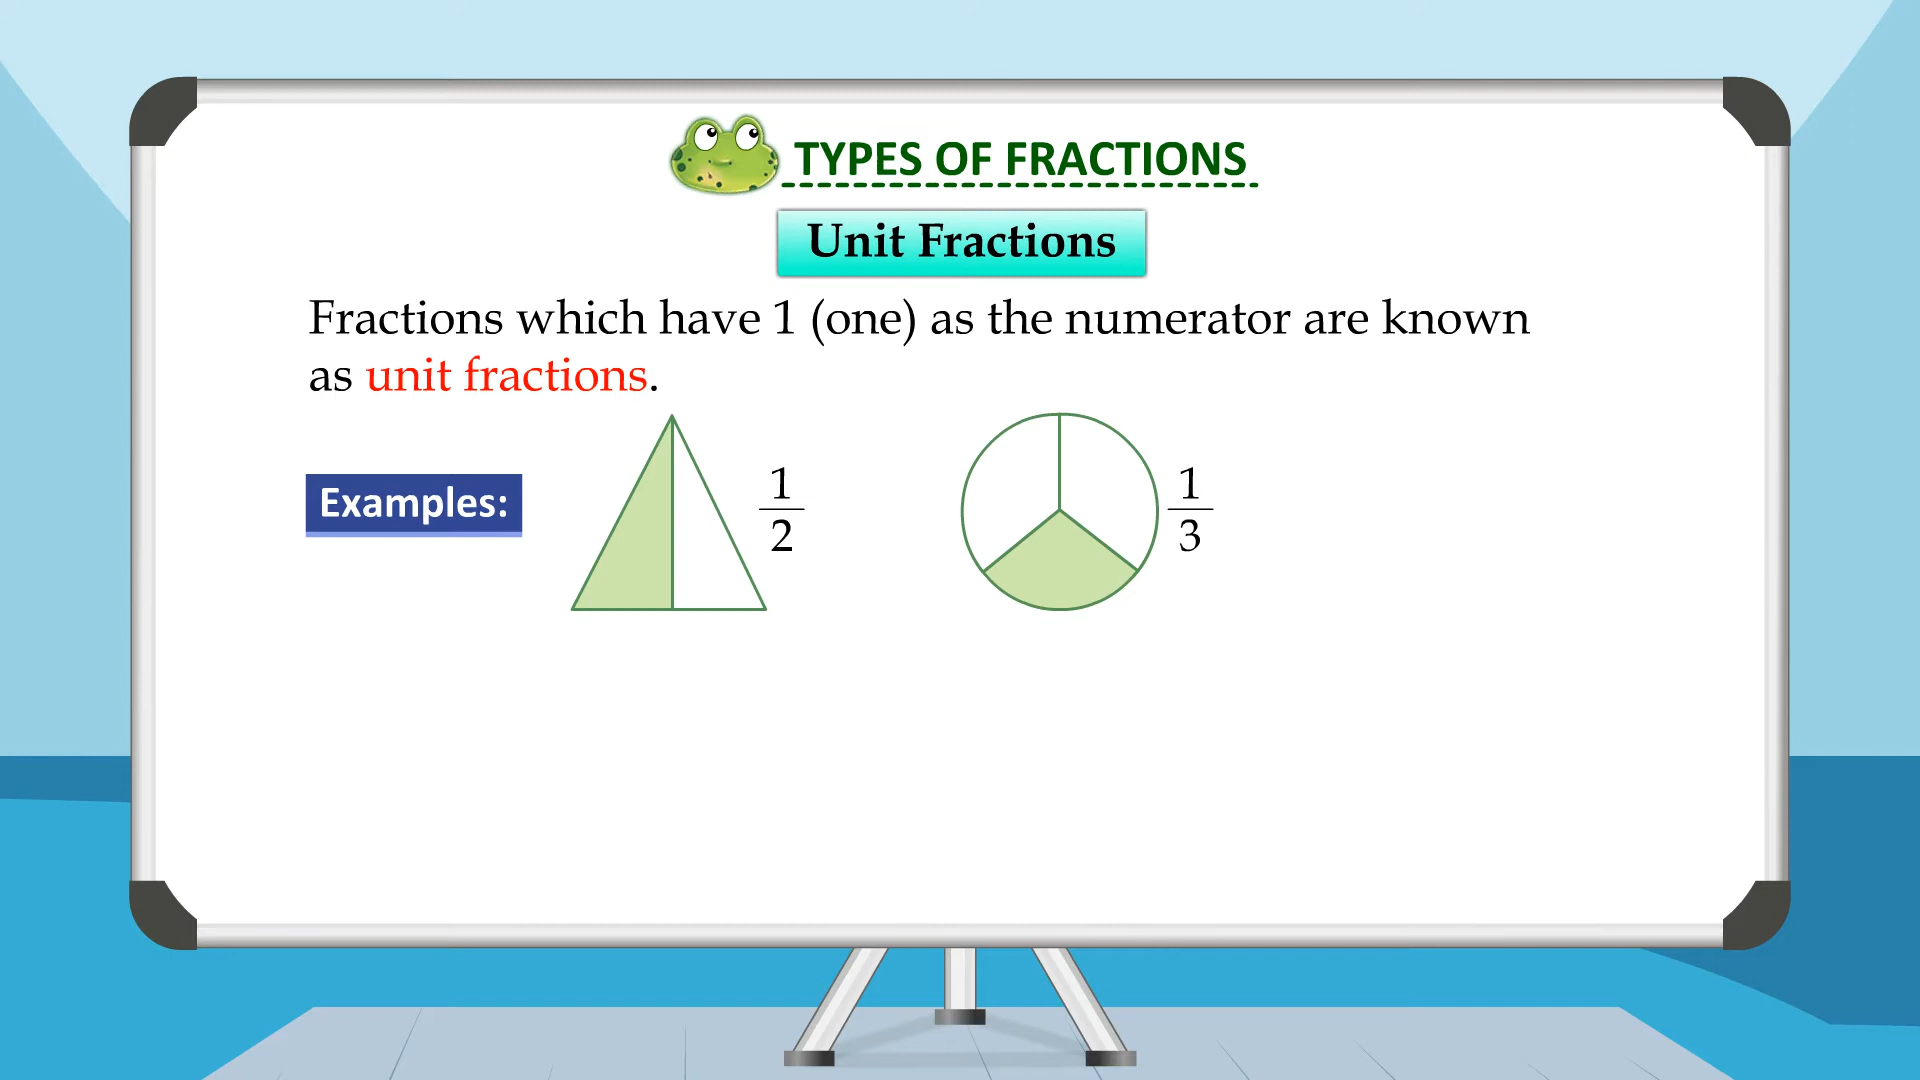 TYPES OF FRACTIONS
Unit Fractions
Fractions which have 1 (one) as the numerator are known
as unit fractions.
Examples:
1
2
1
3